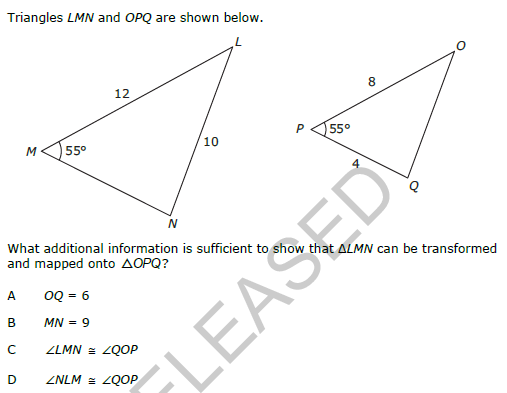 Triangles LMN and OPQ are shown below.
L
O
12
8
M
55°
10
P
55°
4
Q
N
What additional information is sufficient to show that ΔLMN can be transformed
and mapped onto ΔOPQ?
A OQ = 6
B MN = 9
C ∠LMN ≅ ∠QOP
D ∠NLM ≅ ∠QOP
ELEASED